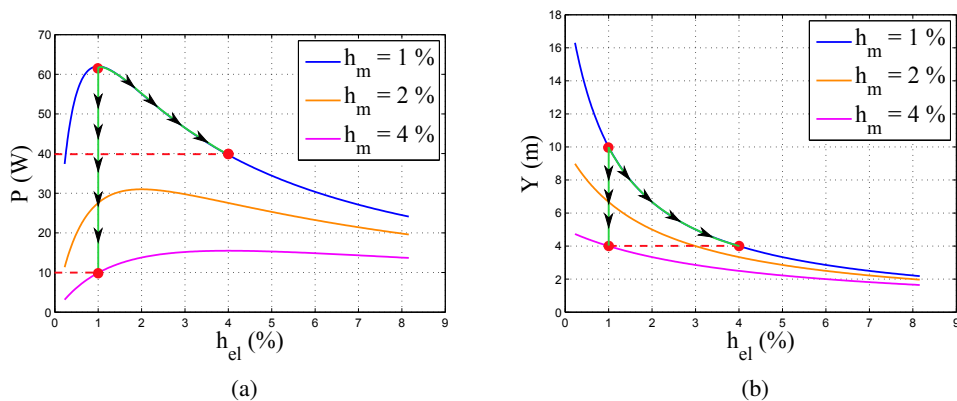 70
60
50
40
30
20
10
0
P (W)
0 1 2 3 4 5 6 7 8 9
h_el (%)
h_m = 1 %
h_m = 2 %
h_m = 4 %
(a)
18
16
14
12
10
8
6
4
2
0
Y (m)
0 1 2 3 4 5 6 7 8 9
h_el (%)
h_m = 1 %
h_m = 2 %
h_m = 4 %
(b)